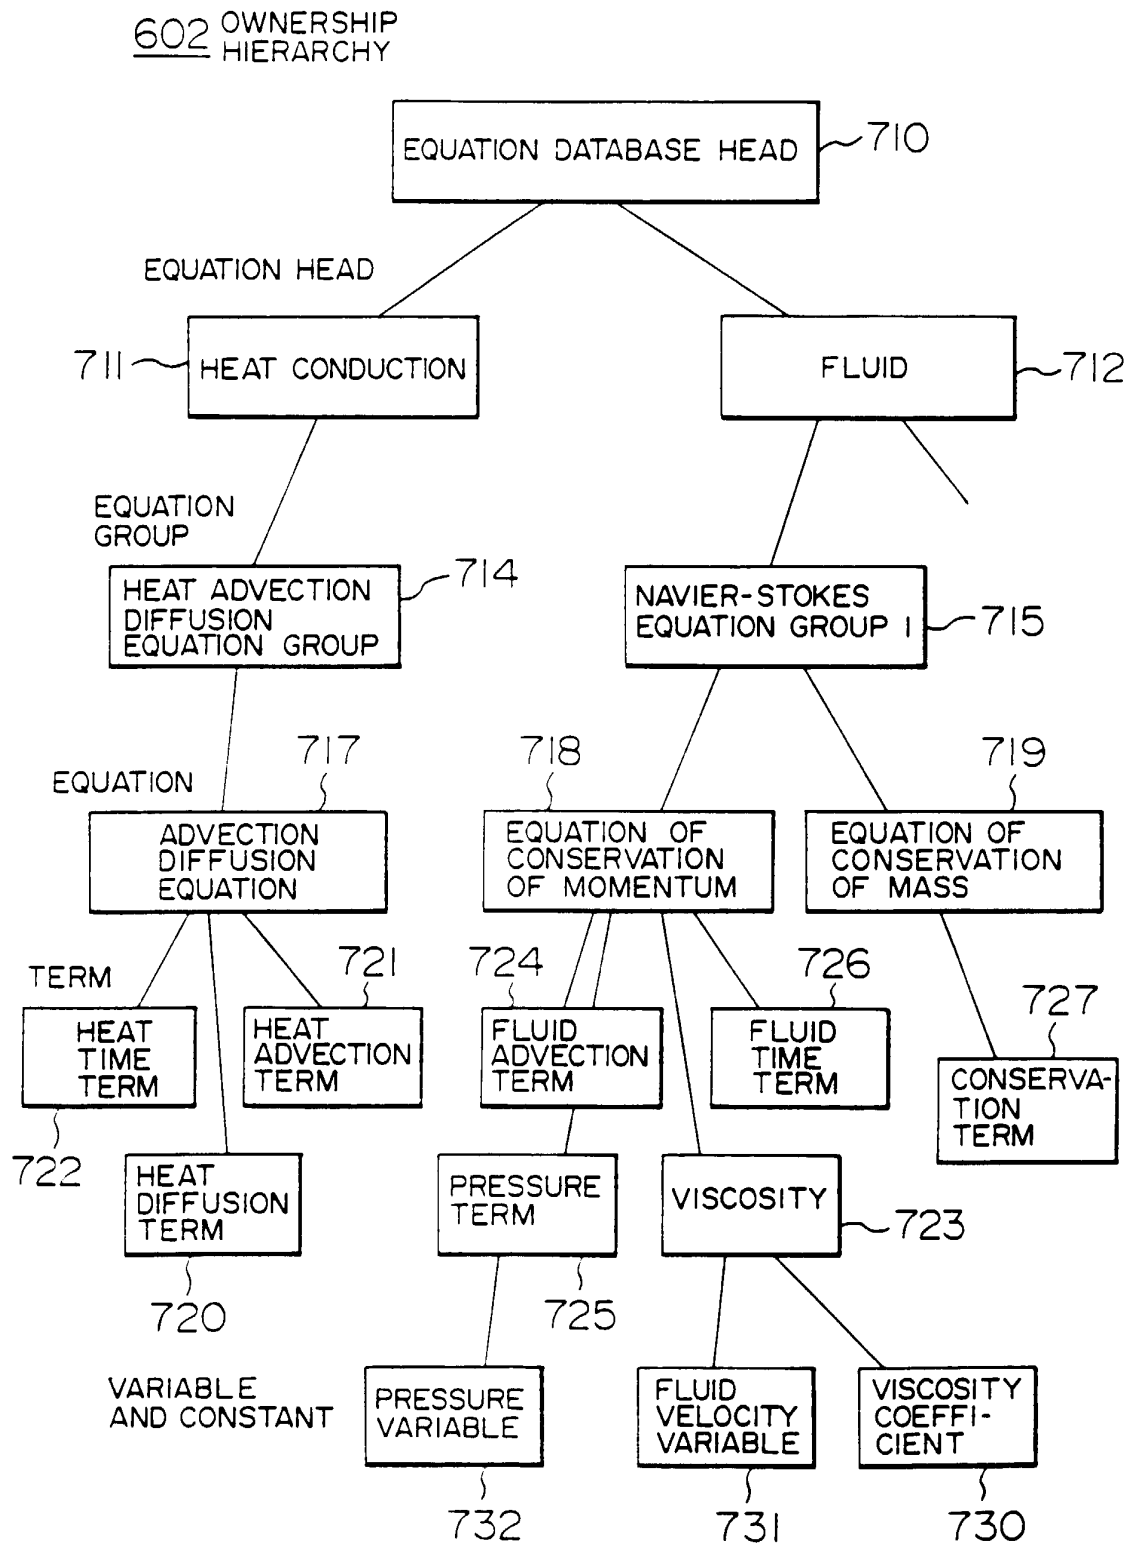 602 OWNERSHIP
HIERARCHY
EQUATION DATABASE HEAD
710
EQUATION HEAD
711
HEAT CONDUCTION
FLUID
712
EQUATION
GROUP
HEAT ADVECTION
DIFFUSION
EQUATION GROUP
714
NAVIER-STOKES
EQUATION GROUP 1
715
EQUATION
717
718
719
ADVECTION
DIFFUSION
EQUATION
EQUATION OF
CONSERVATION
OF MOMENTUM
EQUATION OF
CONSERVATION
OF MASS
TERM
721
724
726
727
HEAT
TIME
TERM
HEAT
ADVECTION
TERM
FLUID
ADVECTION
TERM
FLUID
TIME
TERM
CONSERVA-
TION
TERM
722
HEAT
DIFFUSION
TERM
PRESSURE
TERM
VISCOSITY
723
720
725
VARIABLE
AND CONSTANT
PRESSURE
VARIABLE
FLUID
VELOCITY
VARIABLE
VISCOSITY
COEFFI-
CIENT
732
731
730